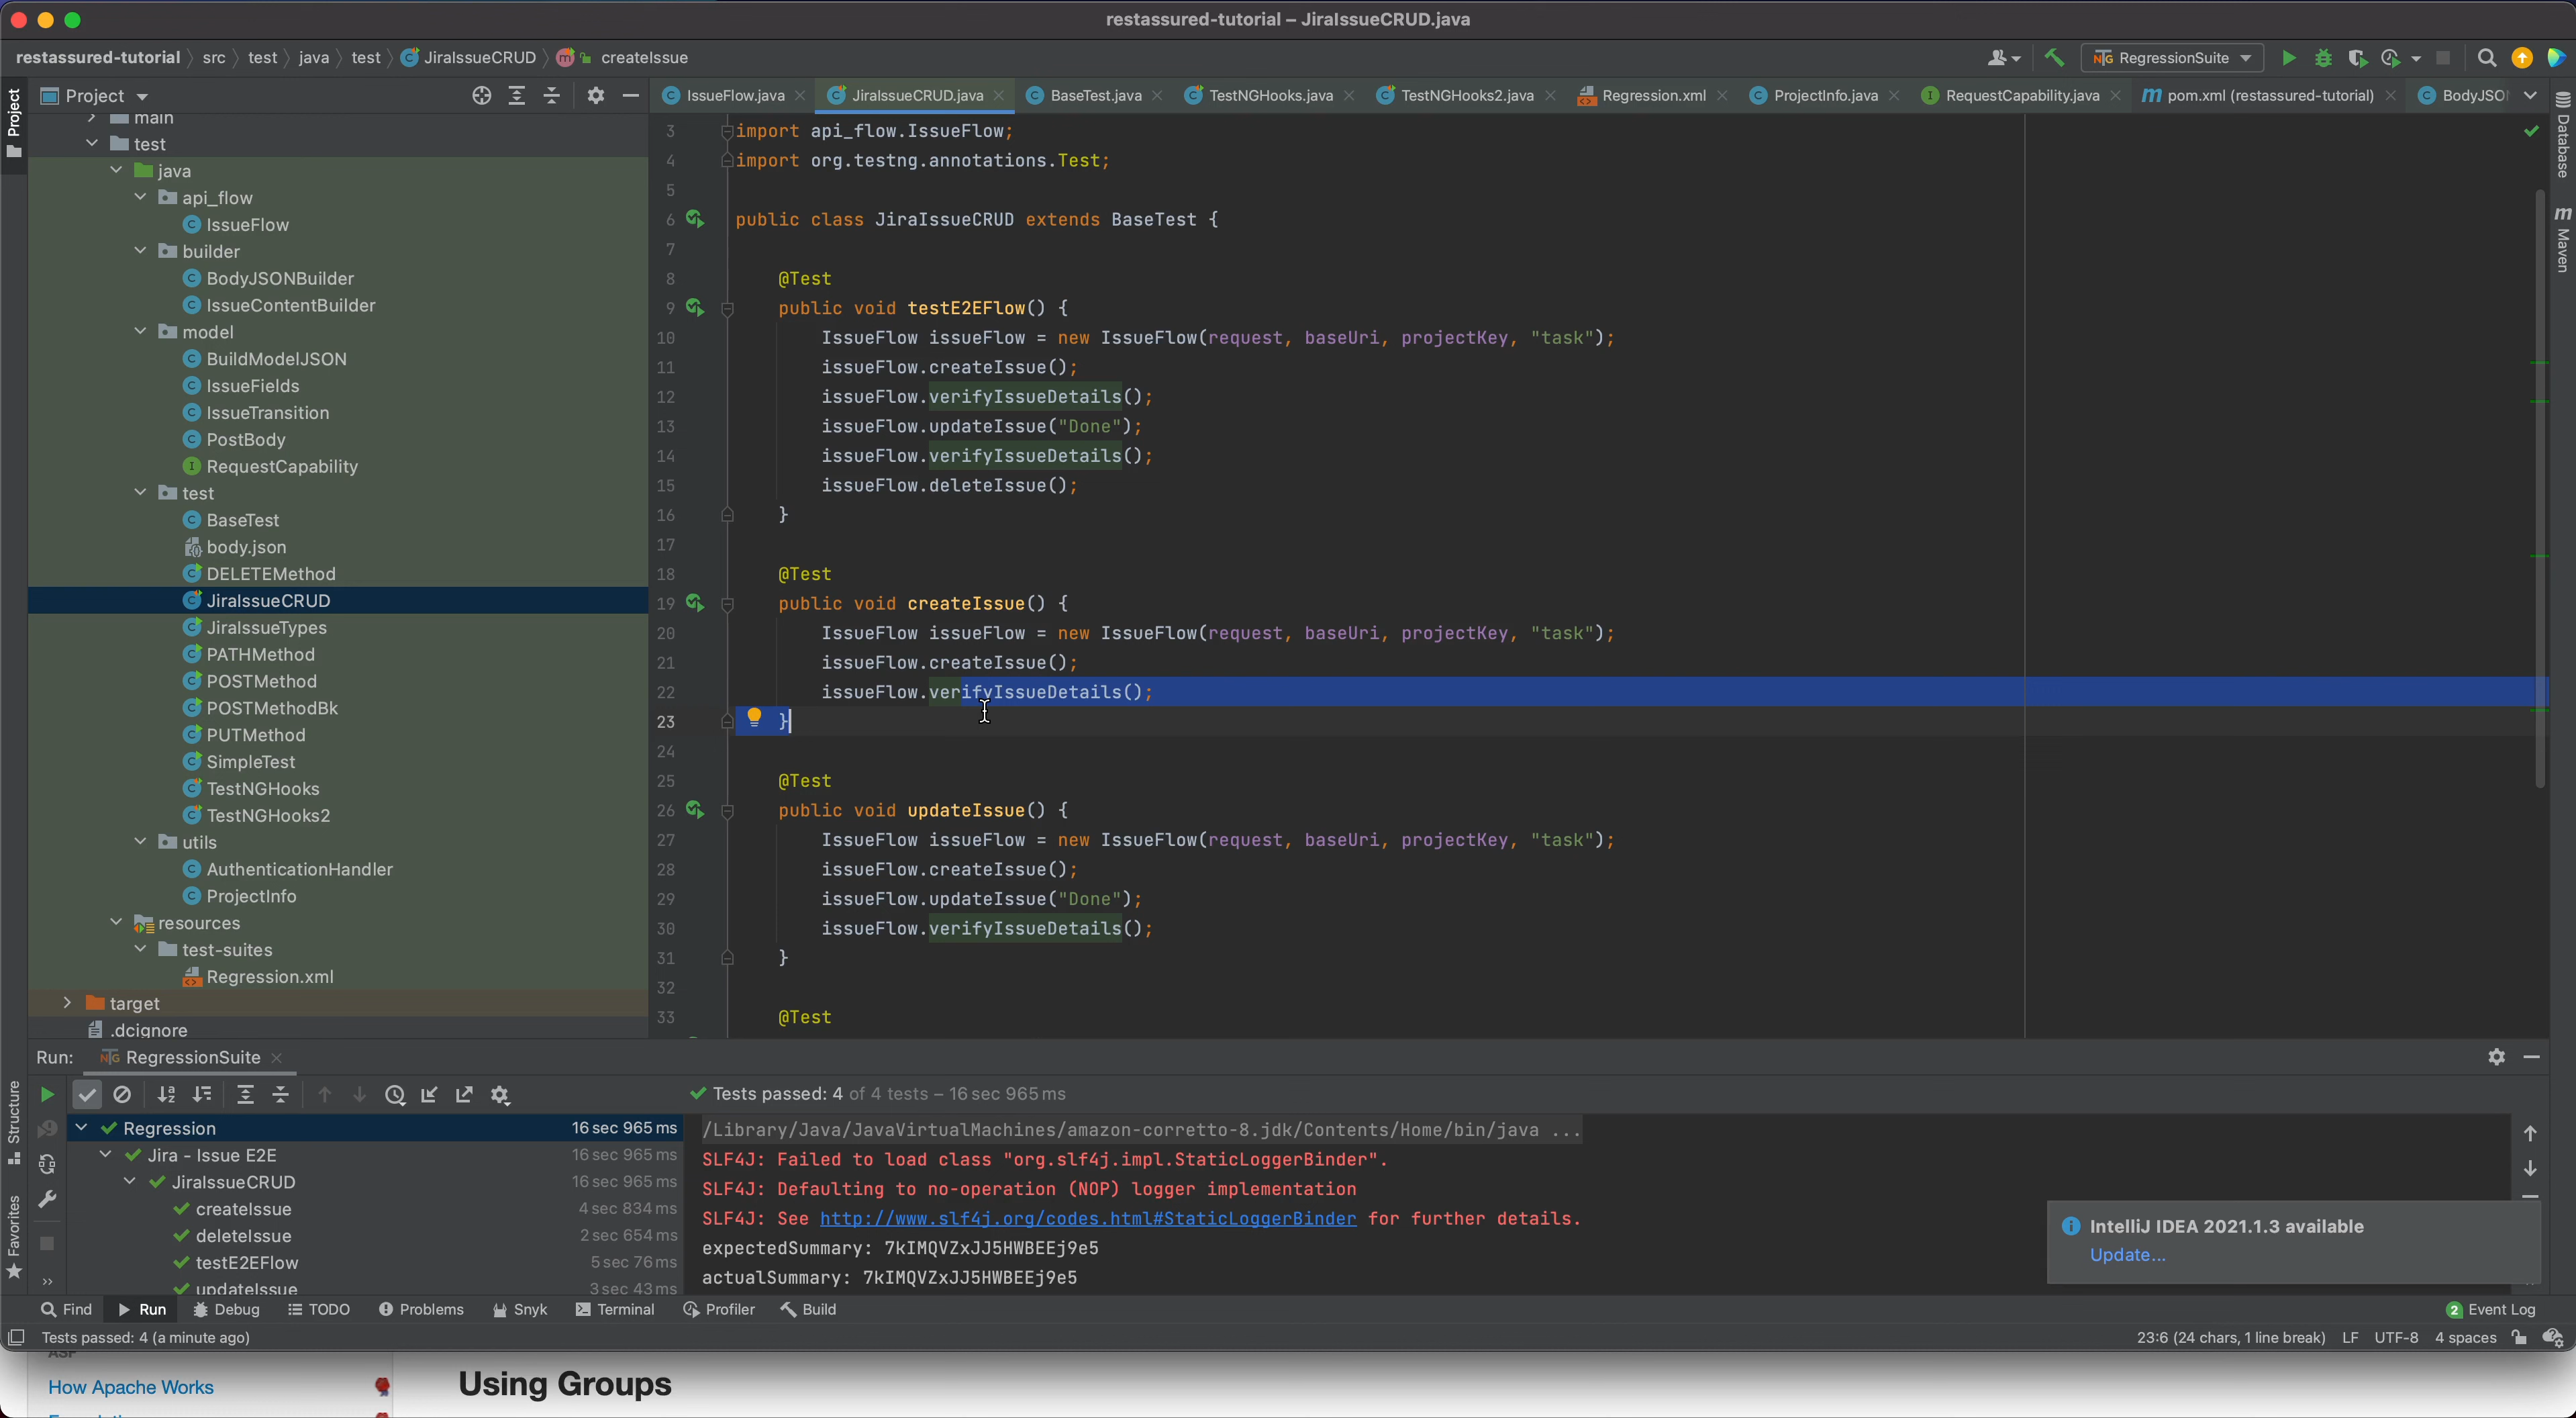 restassured-tutorial – JiraIssueCRUD.java
restassured-tutorial src test java test JiraIssueCRUD createIssue
RegressionSuite
Project
IssueFlow.java JiraIssueCRUD.java BaseTest.java TestNGHooks.java TestNGHooks2.java Regression.xml ProjectInfo.java RequestCapability.java pom.xml (restassured-tutorial)
Project
Database
Maven
Structure
Favorites
main
test
java
api_flow
IssueFlow
builder
BodyJSONBuilder
IssueContentBuilder
model
BuildModelJSON
IssueFields
IssueTransition
PostBody
RequestCapability
test
BaseTest
body.json
DELETEMethod
JiraIssueCRUD
JiraIssueTypes
PATHMethod
POSTMethod
POSTMethodBk
PUTMethod
SimpleTest
TestNGHooks
TestNGHooks2
utils
AuthenticationHandler
ProjectInfo
resources
test-suites
Regression.xml
target
.dcignore
3 import api_flow.IssueFlow;
4 import org.testng.annotations.Test;
5
6 public class JiraIssueCRUD extends BaseTest {
7
8 @Test
9 public void testE2EFlow() {
10 IssueFlow issueFlow = new IssueFlow(request, baseUri, projectKey, "task");
11 issueFlow.createIssue();
12 issueFlow.verifyIssueDetails();
13 issueFlow.updateIssue("Done");
14 issueFlow.verifyIssueDetails();
15 issueFlow.deleteIssue();
16 }
17
18 @Test
19 public void createIssue() {
20 IssueFlow issueFlow = new IssueFlow(request, baseUri, projectKey, "task");
21 issueFlow.createIssue();
22 issueFlow.verifyIssueDetails();
23 }
24
25 @Test
26 public void updateIssue() {
27 IssueFlow issueFlow = new IssueFlow(request, baseUri, projectKey, "task");
28 issueFlow.createIssue();
29 issueFlow.updateIssue("Done");
30 issueFlow.verifyIssueDetails();
31 }
32
33 @Test
Run: RegressionSuite
Tests passed: 4 of 4 tests – 16 sec 965 ms
Regression 16 sec 965 ms
Jira - Issue E2E 16 sec 965 ms
JiraIssueCRUD 16 sec 965 ms
createIssue 4 sec 834 ms
deleteIssue 2 sec 654 ms
testE2EFlow 5 sec 76 ms
updateIssue 3 sec 43 ms
/Library/Java/JavaVirtualMachines/amazon-corretto-8.jdk/Contents/Home/bin/java ...
SLF4J: Failed to load class "org.slf4j.impl.StaticLoggerBinder".
SLF4J: Defaulting to no-operation (NOP) logger implementation
SLF4J: See http://www.slf4j.org/codes.html#StaticLoggerBinder for further details.
expectedSummary: 7kIMQVZxJJ5HWBEEj9e5
actualSummary: 7kIMQVZxJJ5HWBEEj9e5
IntelliJ IDEA 2021.1.3 available
Update...
Find Run Debug TODO Problems Snyk Terminal Profiler Build 2 Event Log
Tests passed: 4 (a minute ago) 23:6 (24 chars, 1 line break) LF UTF-8 4 spaces
How Apache Works
Using Groups